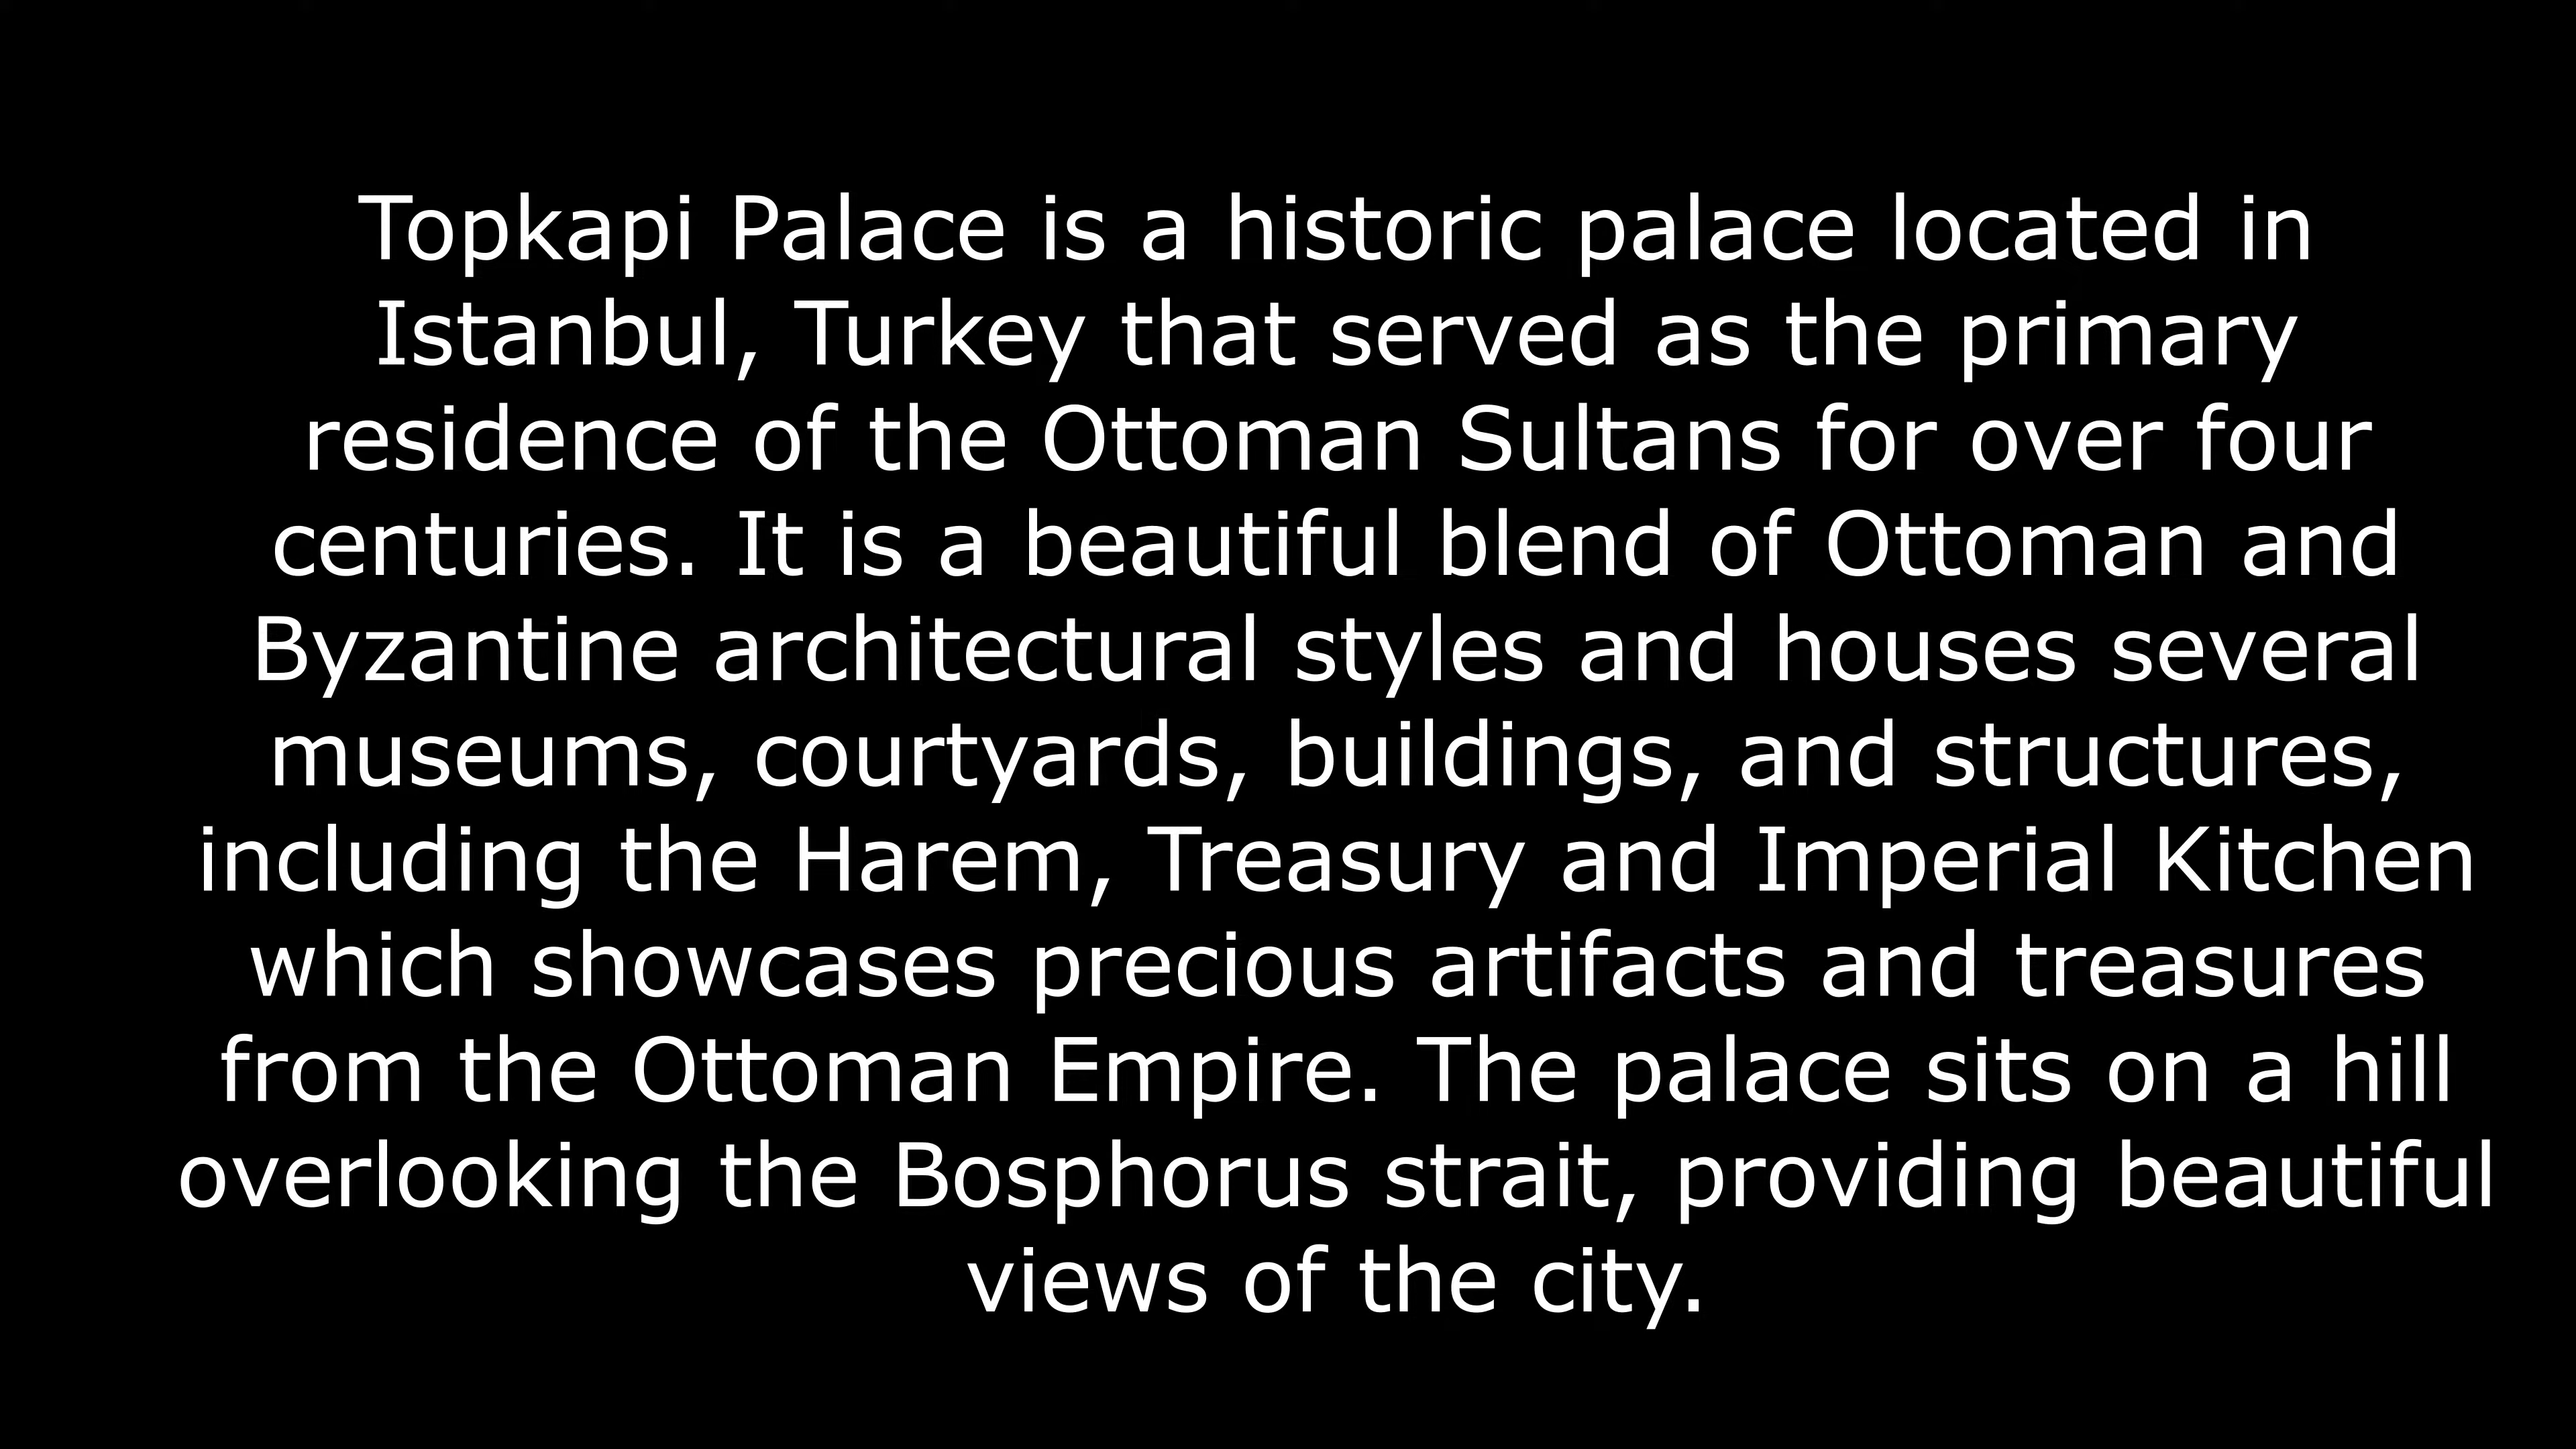 Topkapi Palace is a historic palace located in
Istanbul, Turkey that served as the primary
residence of the Ottoman Sultans for over four
centuries. It is a beautiful blend of Ottoman and
Byzantine architectural styles and houses several
museums, courtyards, buildings, and structures,
including the Harem, Treasury and Imperial Kitchen
which showcases precious artifacts and treasures
from the Ottoman Empire. The palace sits on a hill
overlooking the Bosphorus strait, providing beautiful
views of the city.